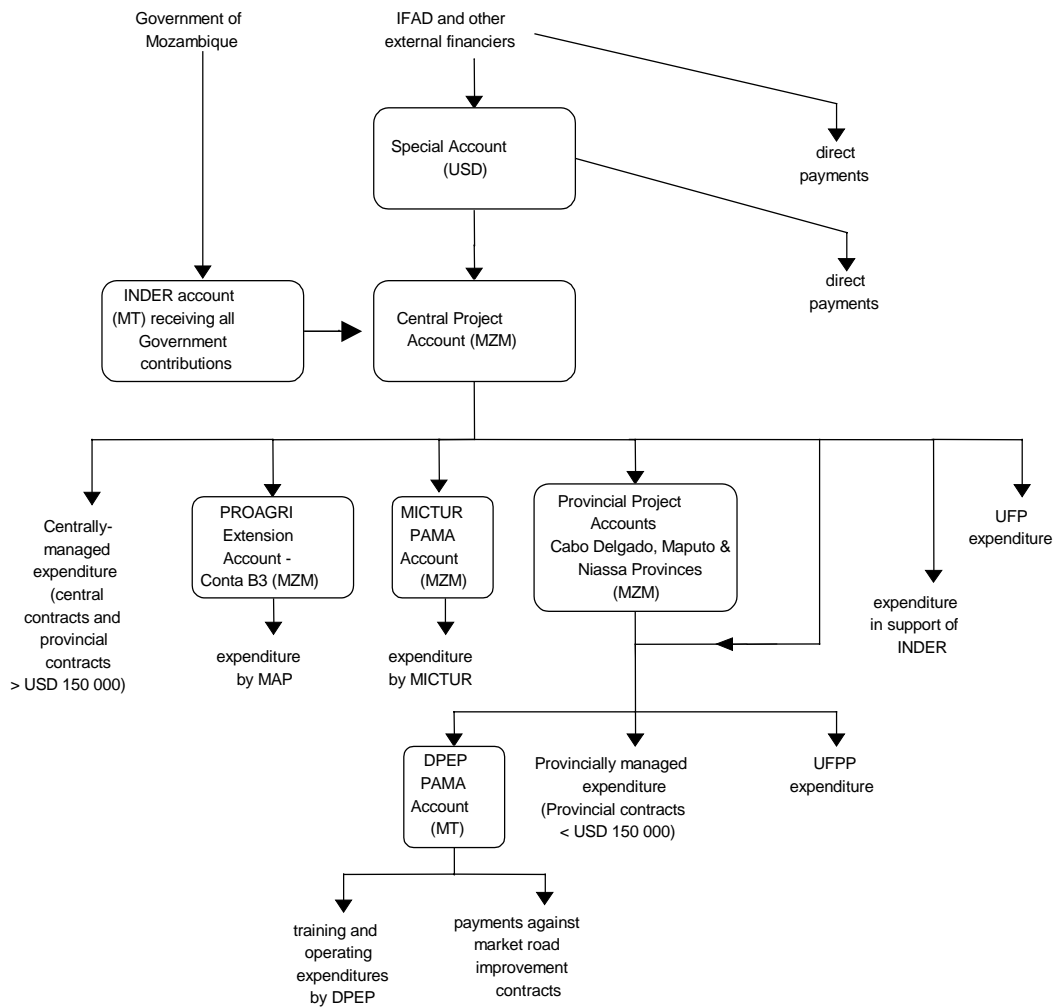 Government of
Mozambique
IFAD and other
external financiers
Special Account
(USD)
direct
payments
direct
payments
INDER account
(MT) receiving all
Government
contributions
Central Project
Account (MZM)
Centrally-
managed
expenditure
(central
contracts and
provincial
contracts
> USD 150 000)
PROAGRI
Extension
Account -
Conta B3 (MZM)
expenditure
by MAP
MICTUR
PAMA
Account
(MZM)
expenditure
by MICTUR
Provincial Project
Accounts
Cabo Delgado, Maputo &
Niassa Provinces
(MZM)
expenditure
in support of
INDER
UFP
expenditure
DPEP
PAMA
Account
(MT)
Provincially managed
expenditure
(Provincial contracts
< USD 150 000)
UFPP
expenditure
training and
operating
expenditures
by DPEP
payments against
market road
improvement
contracts